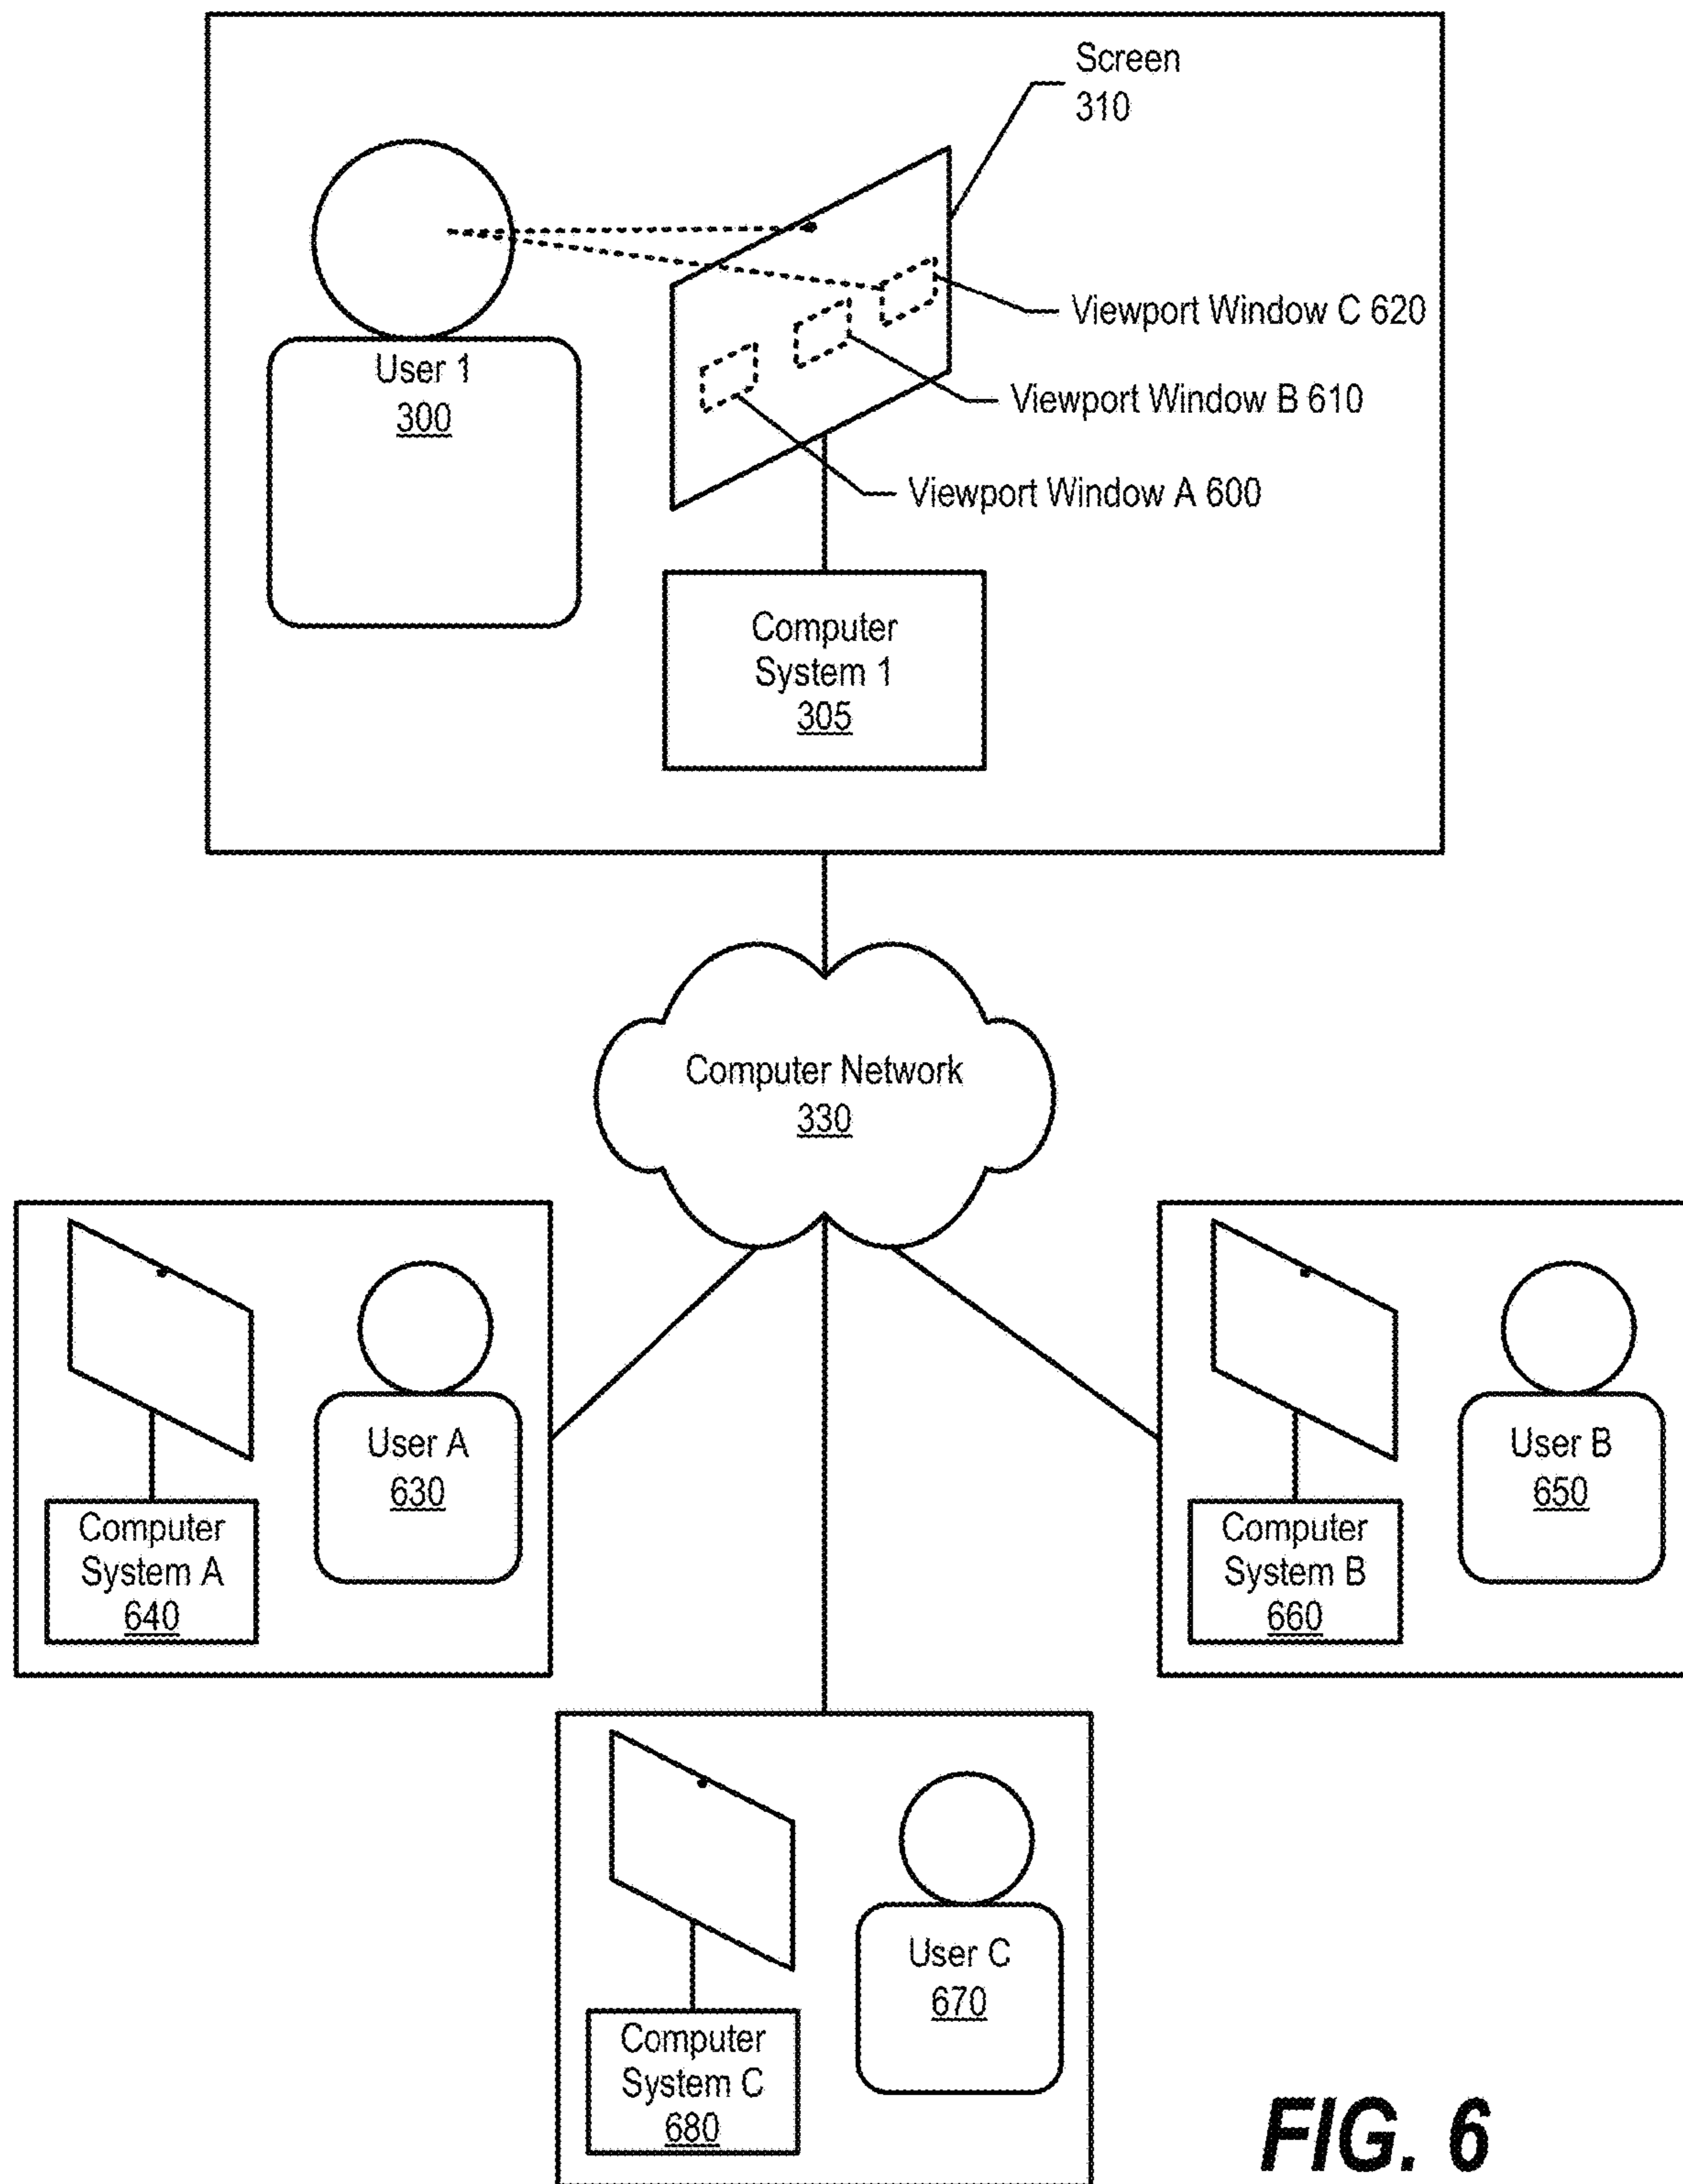 Screen
310
Viewport Window C 620
User 1
300
Viewport Window B 610
Viewport Window A 600
Computer
System 1
305
Computer Network
330
User A
630
Computer
System A
640
User B
650
Computer
System B
660
User C
670
Computer
System C
680
FIG. 6